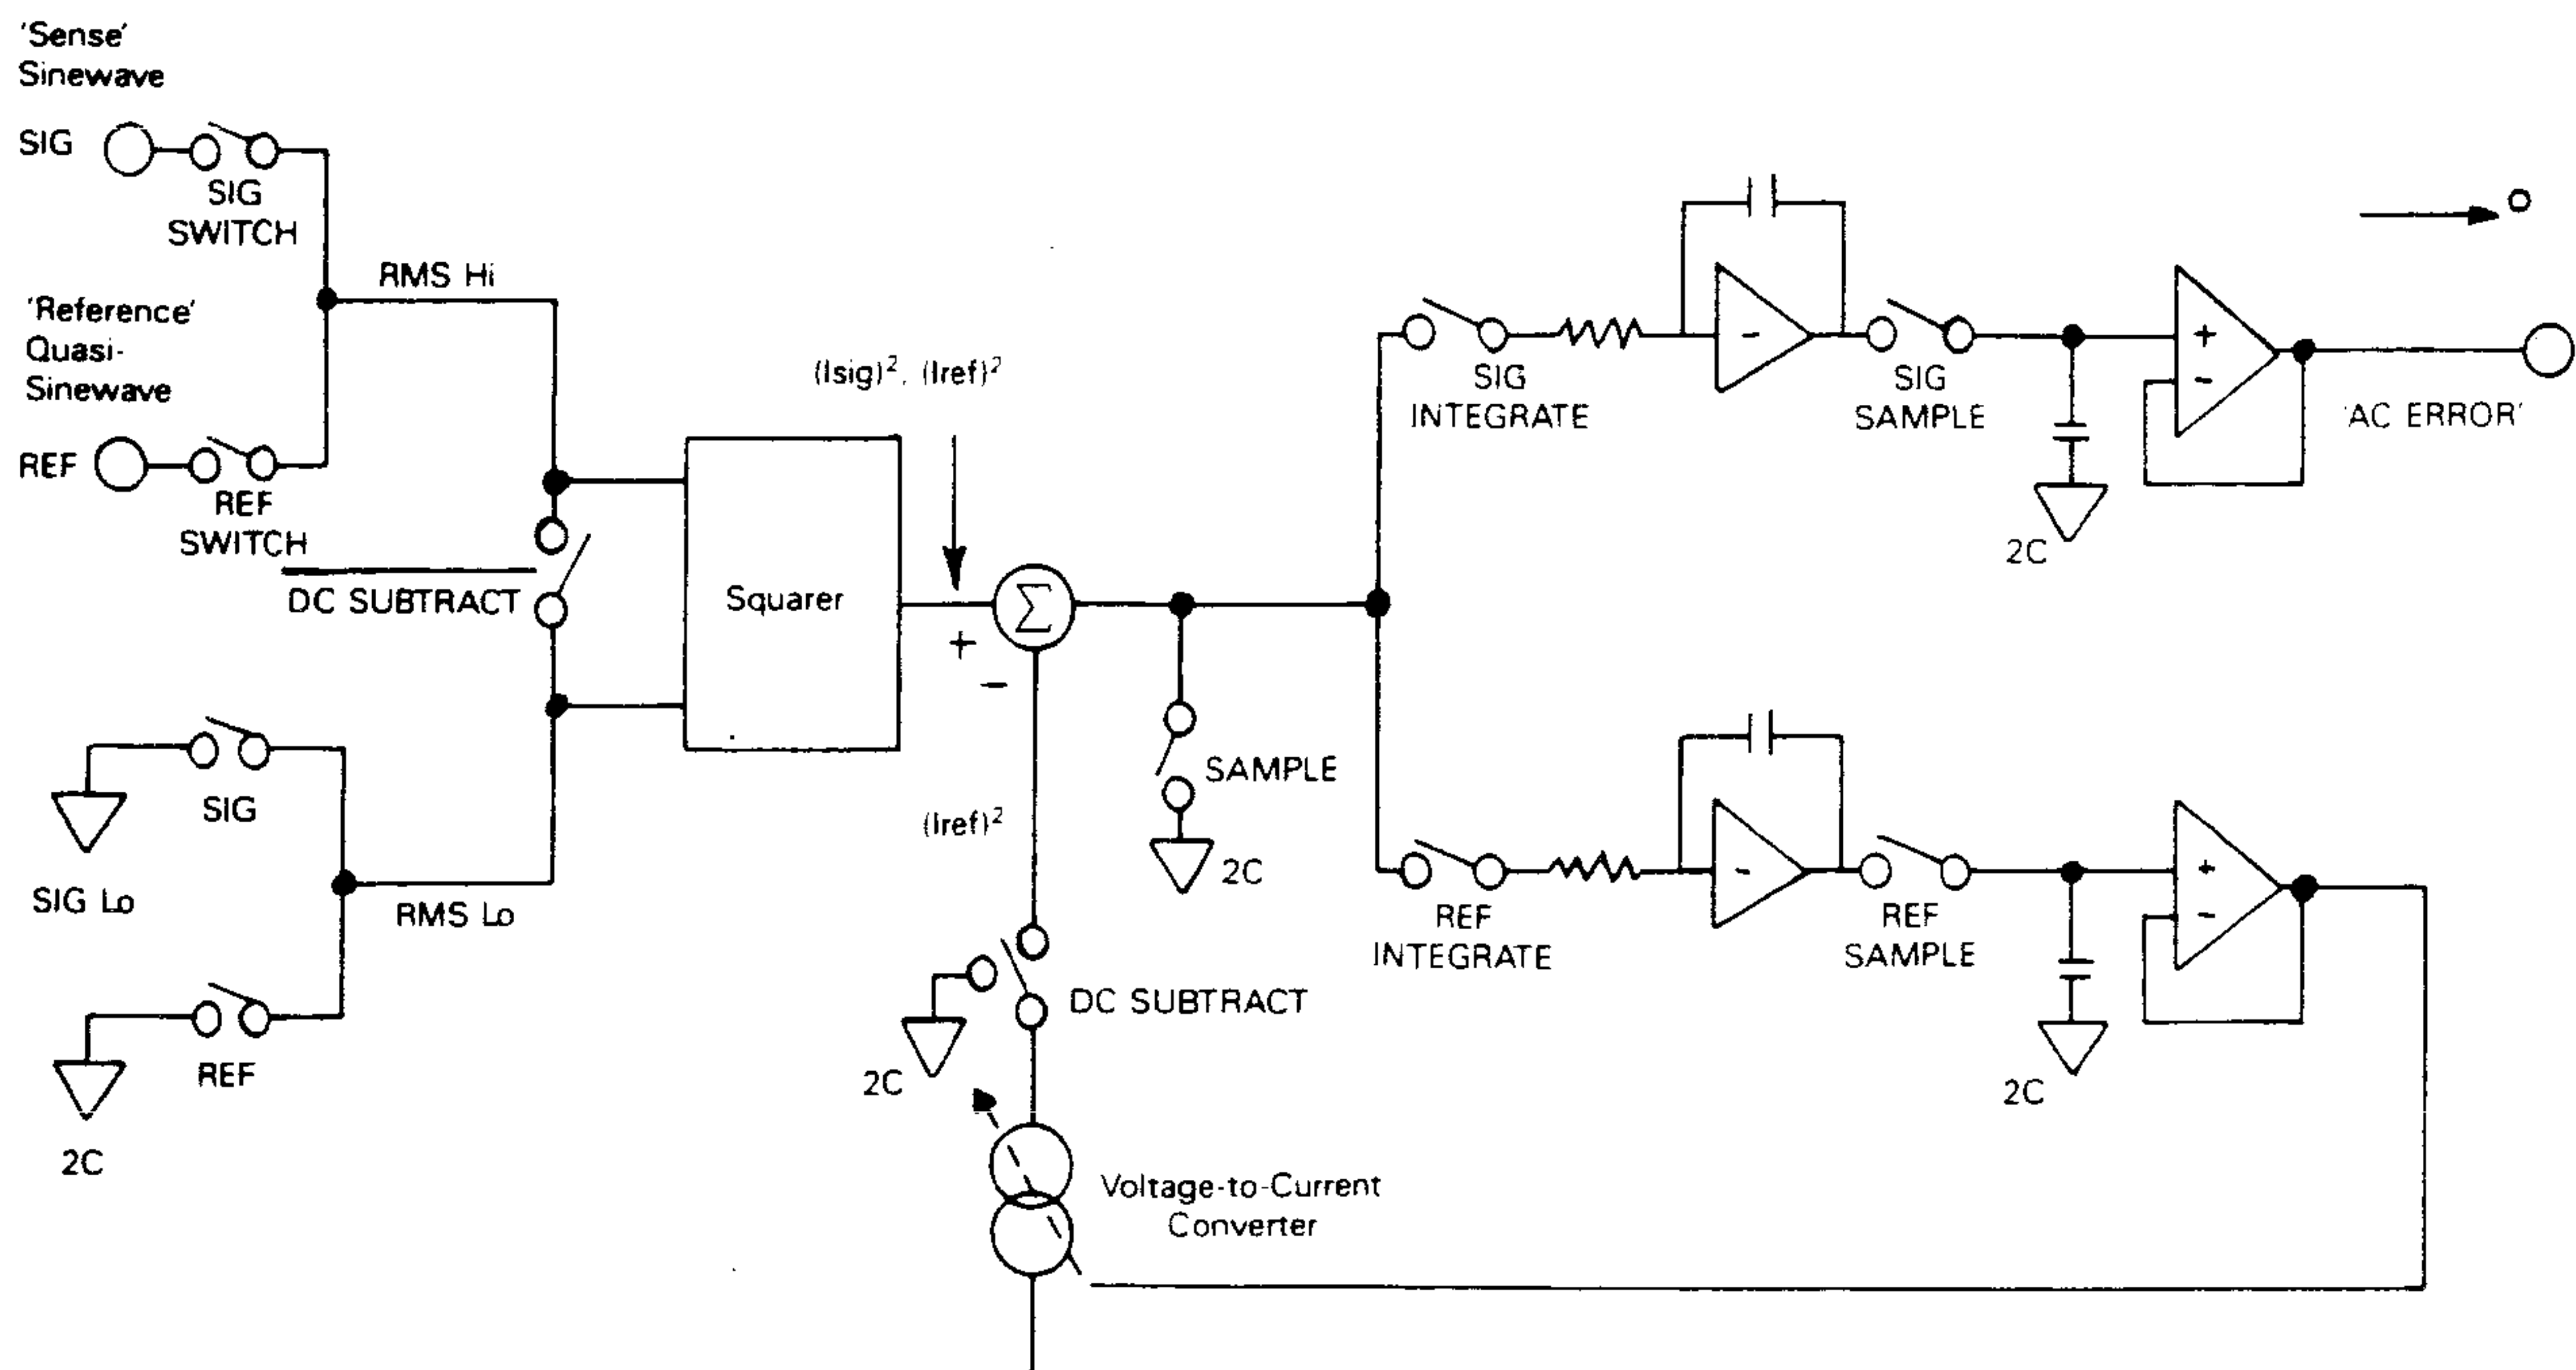 'Sense'
Sinewave
SIG
SIG
SWITCH
RMS Hi
'Reference'
Quasi-
Sinewave
REF
REF
SWITCH
DC SUBTRACT
SIG
SIG Lo
RMS Lo
REF
2C
Squarer
(Isig)², (Iref)²
+
−
Σ
(Iref)²
SAMPLE
2C
DC SUBTRACT
2C
Voltage-to-Current
Converter
SIG
INTEGRATE
-
SIG
SAMPLE
2C
+
-
'AC ERROR'
O
REF
INTEGRATE
-
REF
SAMPLE
2C
+
-